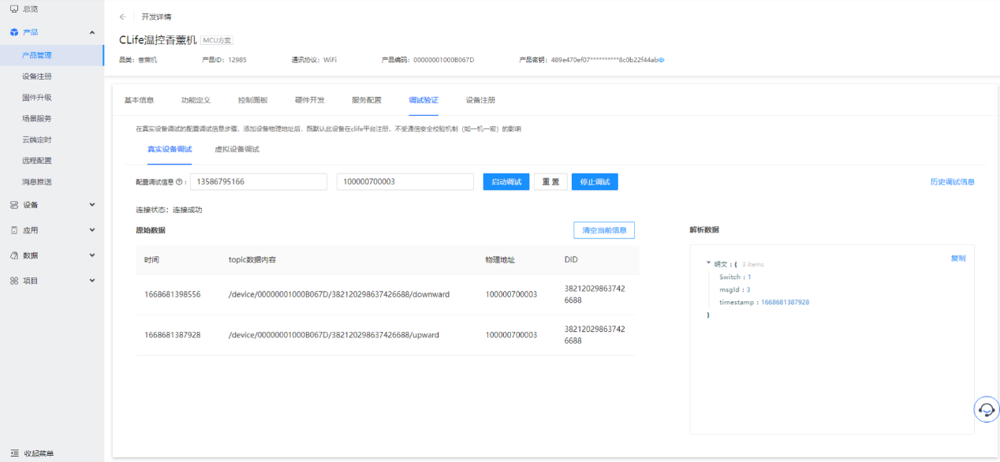 总览
产品
产品管理
设备注册
固件升级
场景服务
云端定时
远程配置
消息推送
设备
应用
数据
项目
收起菜单
开发详情
CLife温控香薰机 MCU方案
品类：香薰机 产品ID：12985 通讯协议：WiFi 产品编码：00000001000B067D 产品密钥：489e470ef07**********8c0b22f44ab
基本信息 功能定义 控制面板 硬件开发 服务配置 调试验证 设备注册
在真实设备调试的配置调试信息步骤，添加设备物理地址后，既默认此设备在clife平台注册，不受通信安全校验机制（如一机一密）的影响
真实设备调试 虚拟设备调试
配置调试信息 ： 13586795166 100000700003 启动调试 重 置 停止调试 历史调试信息
连接状态：连接成功
原始数据 清空当前信息
时间 topic数据内容 物理地址 DID
1668681398556 /device/00000001000B067D/382120298637426688/downward 100000700003 38212029863742
6688
1668681387928 /device/00000001000B067D/382120298637426688/upward 100000700003 38212029863742
6688
解析数据
复制
明文 : { 3 items
Switch : 1
msgId : 3
timestamp : 1668681387928
}